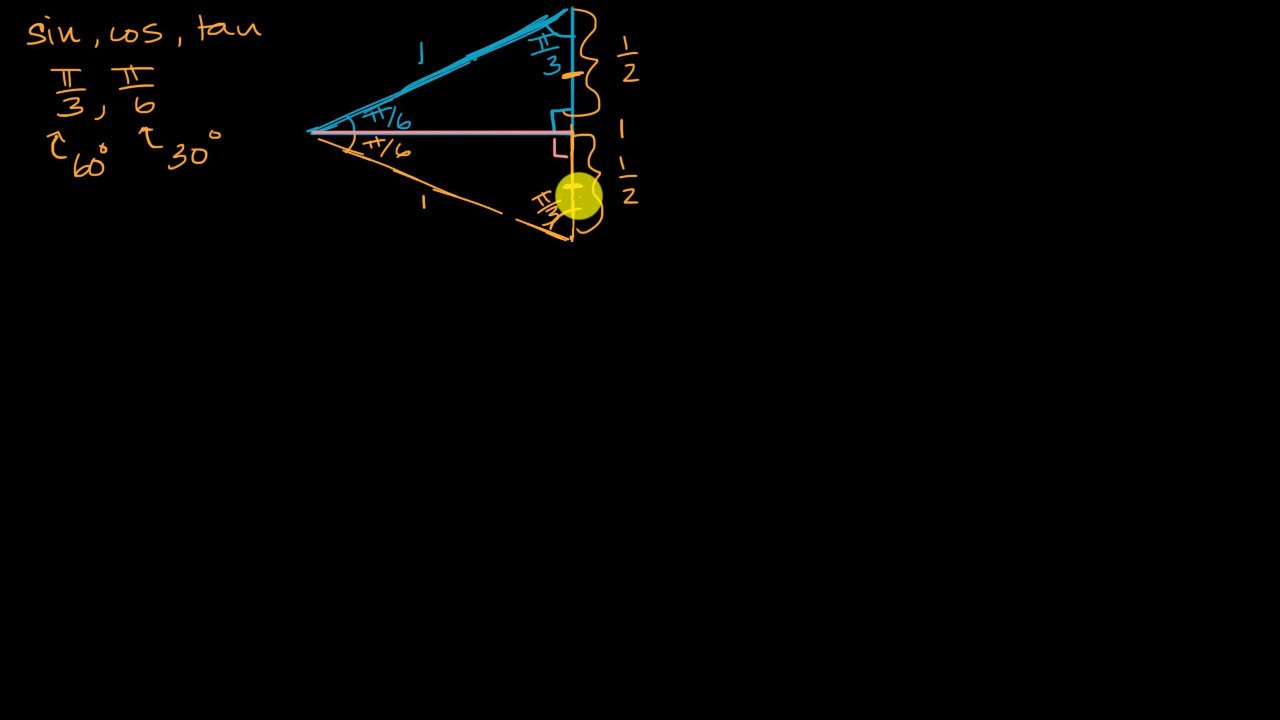 sin, cos, tan
π/3, π/6
60° 30°
1
π/3
1/2
π/6
1
π/6
1/2
1
π/3